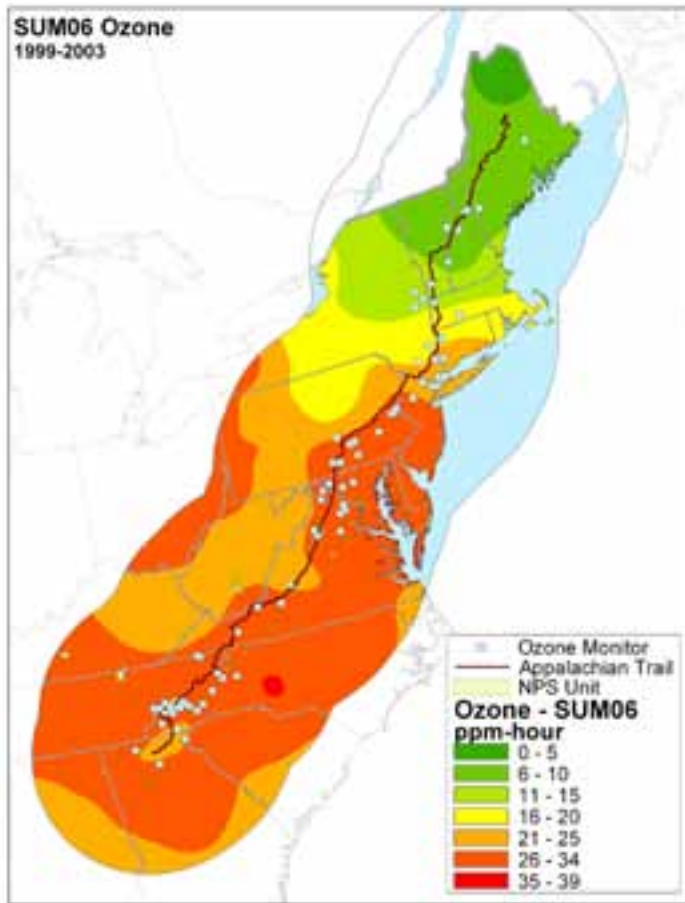 SUM06 Ozone
1999-2003
Ozone Monitor
Appalachian Trail
NPS Unit
Ozone - SUM06
ppm-hour
0 - 5
6 - 10
11 - 15
16 - 20
21 - 25
26 - 34
35 - 39